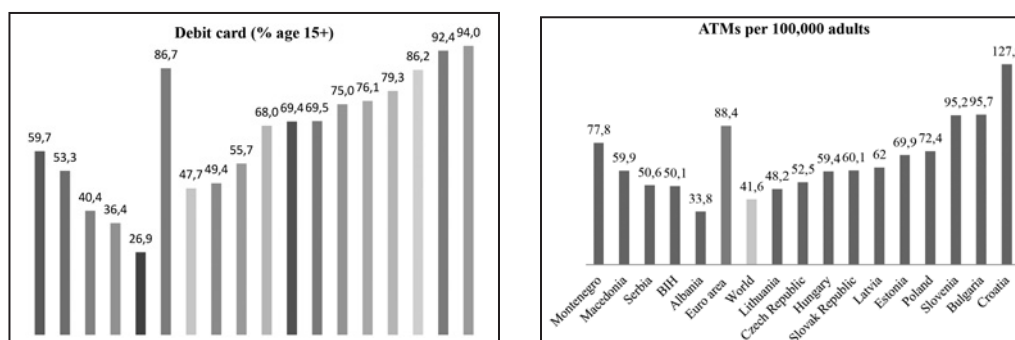 Debit card (% age 15+)
59,7
53,3
40,4
36,4
26,9
86,7
47,7
49,4
55,7
68,0
69,4
69,5
75,0
76,1
79,3
86,2
92,4
94,0
ATMs per 100,000 adults
77,8
59,9
50,6
50,1
33,8
88,4
41,6
48,2
52,5
59,4
60,1
62
69,9
72,4
95,2
95,7
127,
Montenegro
Macedonia
Serbia
BIH
Albania
Euro area
World
Lithuania
Czech Republic
Hungary
Slovak Republic
Latvia
Estonia
Poland
Slovenia
Bulgaria
Croatia